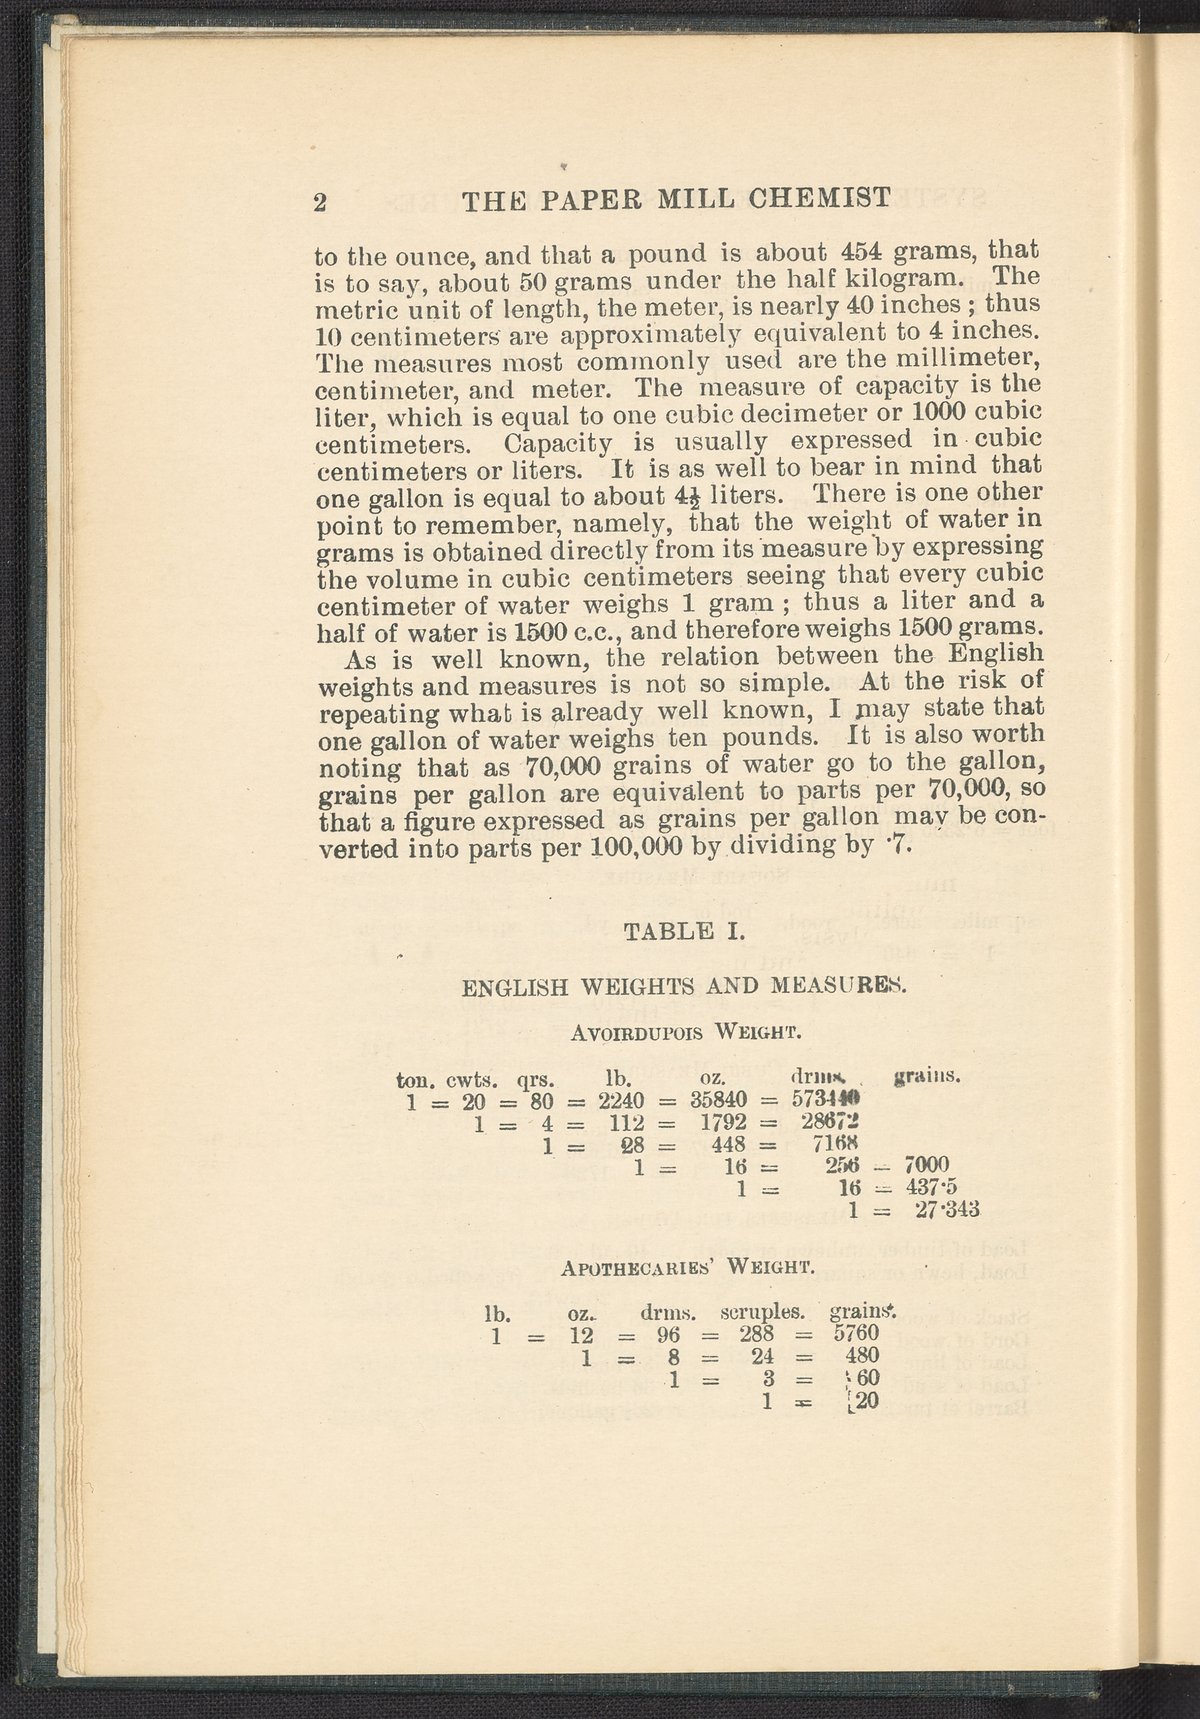 2 THE PAPER MILL CHEMIST
to the ounce, and that a pound is about 454 grams, that
is to say, about 50 grams under the half kilogram. The
metric unit of length, the meter, is nearly 40 inches ; thus
10 centimeters are approximately equivalent to 4 inches.
The measures most commonly used are the millimeter,
centimeter, and meter. The measure of capacity is the
liter, which is equal to one cubic decimeter or 1000 cubic
centimeters. Capacity is usually expressed in cubic
centimeters or liters. It is as well to bear in mind that
one gallon is equal to about 4½ liters. There is one other
point to remember, namely, that the weight of water in
grams is obtained directly from its measure by expressing
the volume in cubic centimeters seeing that every cubic
centimeter of water weighs 1 gram ; thus a liter and a
half of water is 1500 c.c., and therefore weighs 1500 grams.
As is well known, the relation between the English
weights and measures is not so simple. At the risk of
repeating what is already well known, I may state that
one gallon of water weighs ten pounds. It is also worth
noting that as 70,000 grains of water go to the gallon,
grains per gallon are equivalent to parts per 70,000, so
that a figure expressed as grains per gallon may be con-
verted into parts per 100,000 by dividing by ·7.
TABLE I.
ENGLISH WEIGHTS AND MEASURES.
AVOIRDUPOIS WEIGHT.
ton. cwts. qrs. lb. oz. drms. grains.
1 = 20 = 80 = 2240 = 35840 = 573440
1 = 4 = 112 = 1792 = 28672
1 = 28 = 448 = 7168
1 = 16 = 256 = 7000
1 = 16 = 437·5
1 = 27·343
APOTHECARIES' WEIGHT.
lb. oz. drms. scruples. grains.
1 = 12 = 96 = 288 = 5760
1 = 8 = 24 = 480
1 = 3 = 60
1 = 20